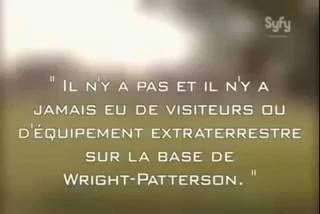 Syfy
" Il n'y a pas et il n'y a
jamais eu de visiteurs ou
d'équipement extraterrestre
sur la base de
Wright-Patterson. "